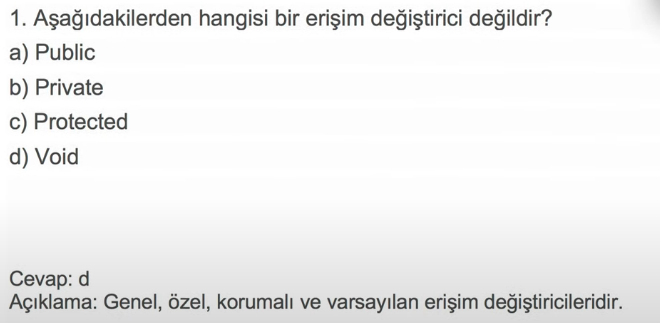 1. Aşağıdakilerden hangisi bir erişim değiştirici değildir?
a) Public
b) Private
c) Protected
d) Void
Cevap: d
Açıklama: Genel, özel, korumalı ve varsayılan erişim değiştiricileridir.